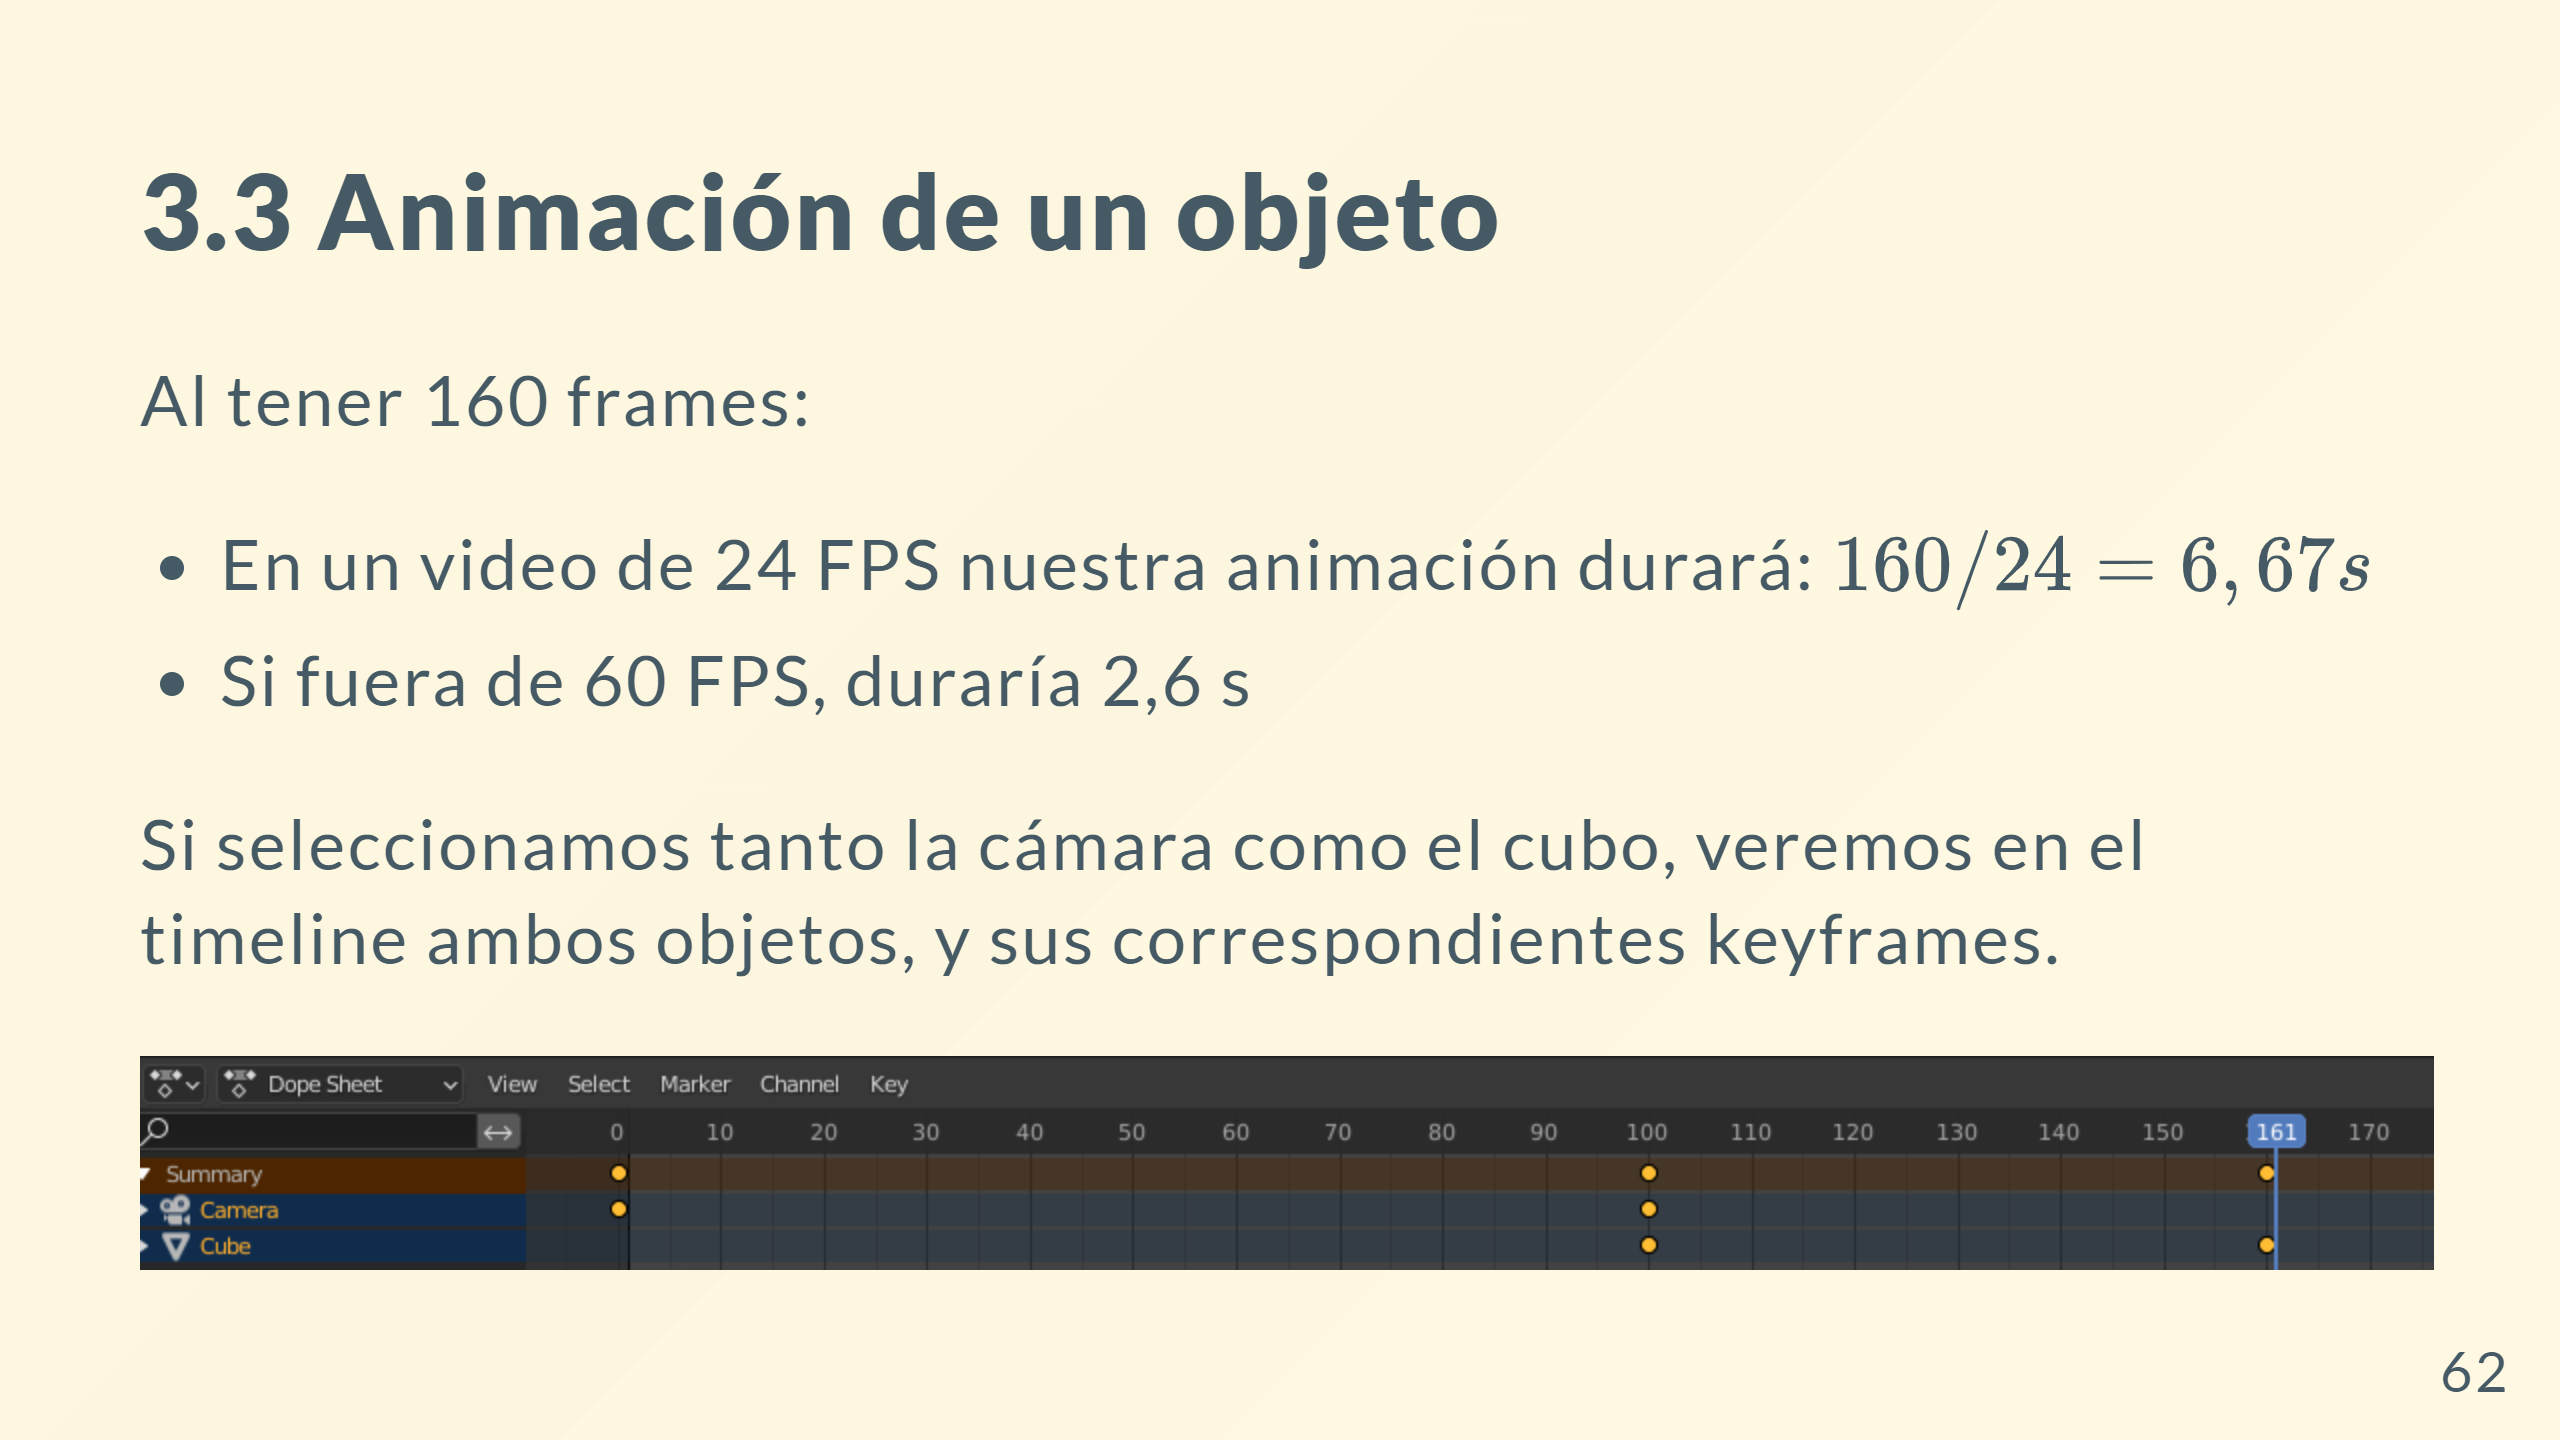 3.3 Animación de un objeto
Al tener 160 frames:
• En un video de 24 FPS nuestra animación durará: 160/24 = 6,67s
• Si fuera de 60 FPS, duraría 2,6 s
Si seleccionamos tanto la cámara como el cubo, veremos en el
timeline ambos objetos, y sus correspondientes keyframes.
Dope Sheet View Select Marker Channel Key
0 10 20 30 40 50 60 70 80 90 100 110 120 130 140 150 161 170
Summary
Camera
Cube
62